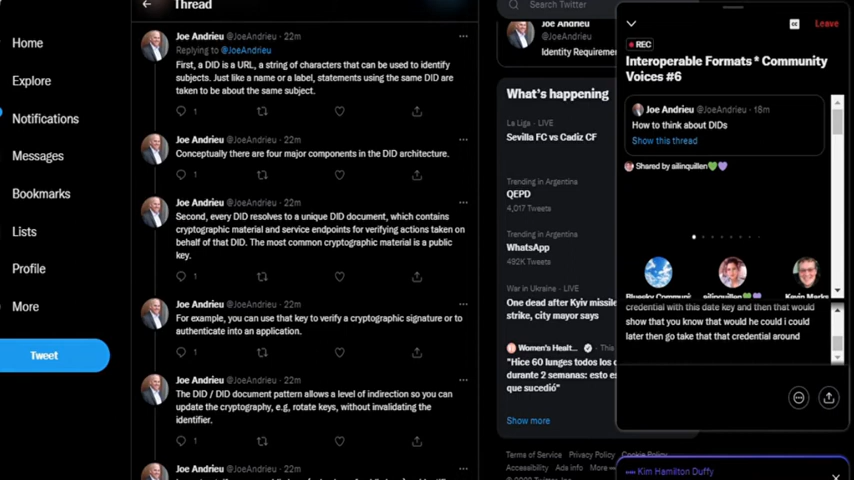 Home
Explore
Notifications
Messages
Bookmarks
Lists
Profile
More
Tweet
Thread
Joe Andrieu @JoeAndrieu · 22m
Replying to @JoeAndrieu
First, a DID is a URL, a string of characters that can be used to identify
subjects. Just like a name or a label, statements using the same DID are
taken to be about the same subject.
1
Joe Andrieu @JoeAndrieu · 22m
Conceptually there are four major components in the DID architecture.
1
Joe Andrieu @JoeAndrieu · 22m
Second, every DID resolves to a unique DID document, which contains
cryptographic material and service endpoints for verifying actions taken on
behalf of that DID. The most common cryptographic material is a public
key.
1
Joe Andrieu @JoeAndrieu · 22m
For example, you can use that key to verify a cryptographic signature or to
authenticate into an application.
1
Joe Andrieu @JoeAndrieu · 22m
The DID / DID document pattern allows a level of indirection so you can
update the cryptography, e.g, rotate keys, without invalidating the
identifier.
1
Joe Andrieu @JoeAndrieu · 22m
Search Twitter
Joe Andrieu
@JoeAndrieu
Identity Requireme
What's happening
La Liga · LIVE
Sevilla FC vs Cadiz CF
Trending in Argentina
QEPD
4,017 Tweets
Trending in Argentina
WhatsApp
492K Tweets
War in Ukraine · LIVE
One dead after Kyiv missile
strike, city mayor says
Women's Healt... · This
"Hice 60 lunges todos los
durante 2 semanas: esto es
que sucedió"
Show more
Terms of Service Privacy Policy Cookie Policy
Accessibility Ads info More
Leave
REC
Interoperable Formats * Community
Voices #6
Joe Andrieu @JoeAndrieu · 18m
How to think about DIDs
Show this thread
Shared by ailinquillen
Bluesky Communi
ailinquillen
Kevin Marks
credential with this date key and then that would
show that you know that would he could i could
later then go take that that credential around
Kim Hamilton Duffy